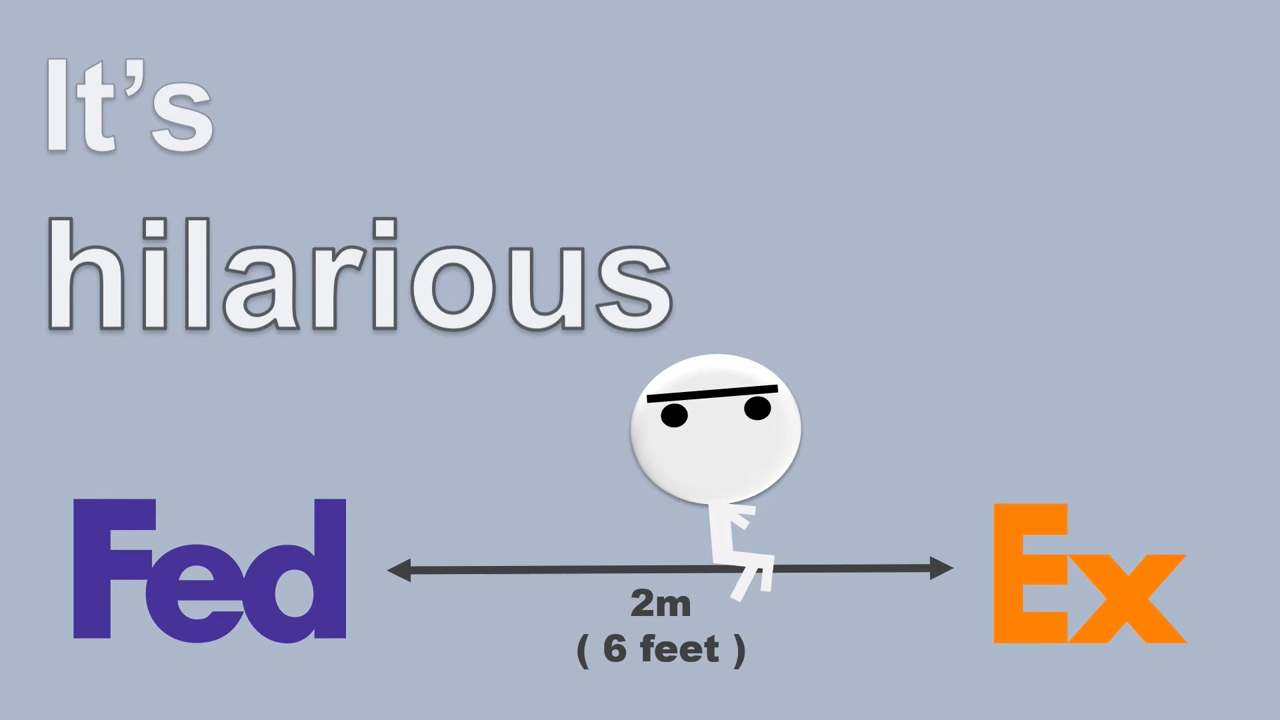 It’s
hilarious
Fed
Ex
2m
( 6 feet )